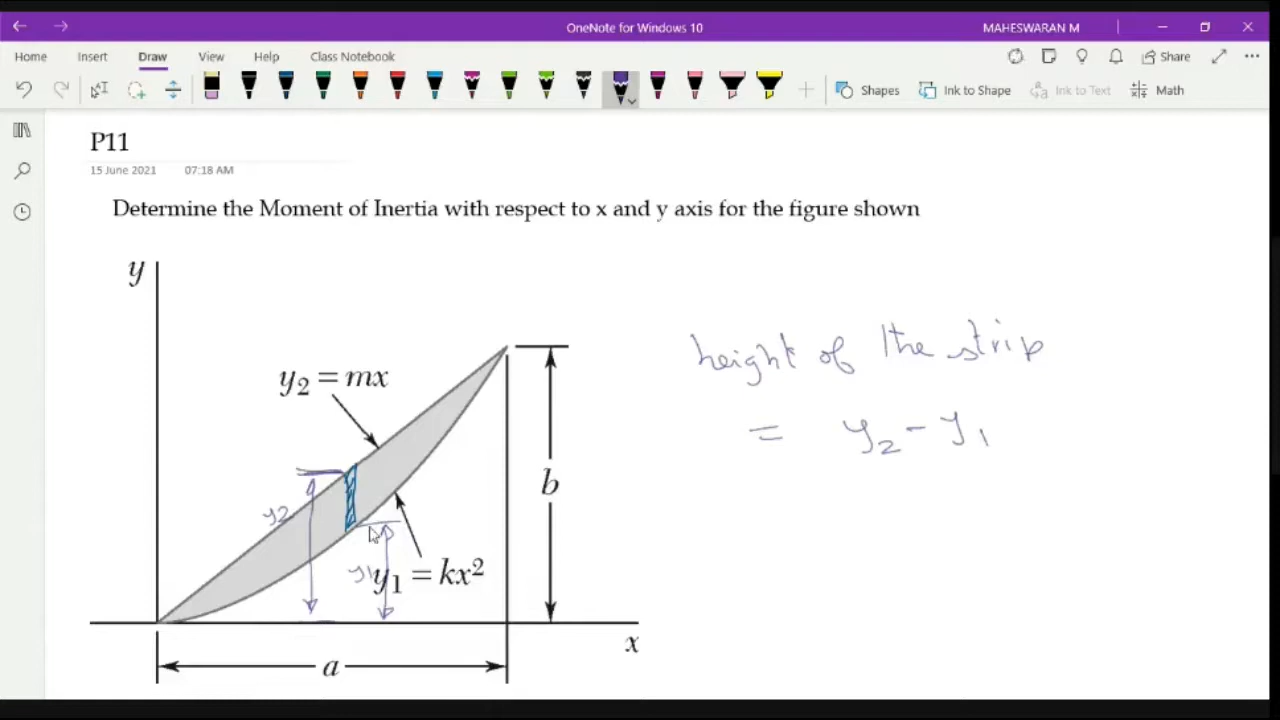 OneNote for Windows 10
MAHESWARAN M
Home Insert Draw View Help Class Notebook
Share
Shapes Ink to Shape Ink to Text Math
P11
15 June 2021 07:18 AM
Determine the Moment of Inertia with respect to x and y axis for the figure shown
y
height of the strip
y₂ = mx
= y₂ - y₁
b
y₂
y₁
y₁ = kx²
x
a